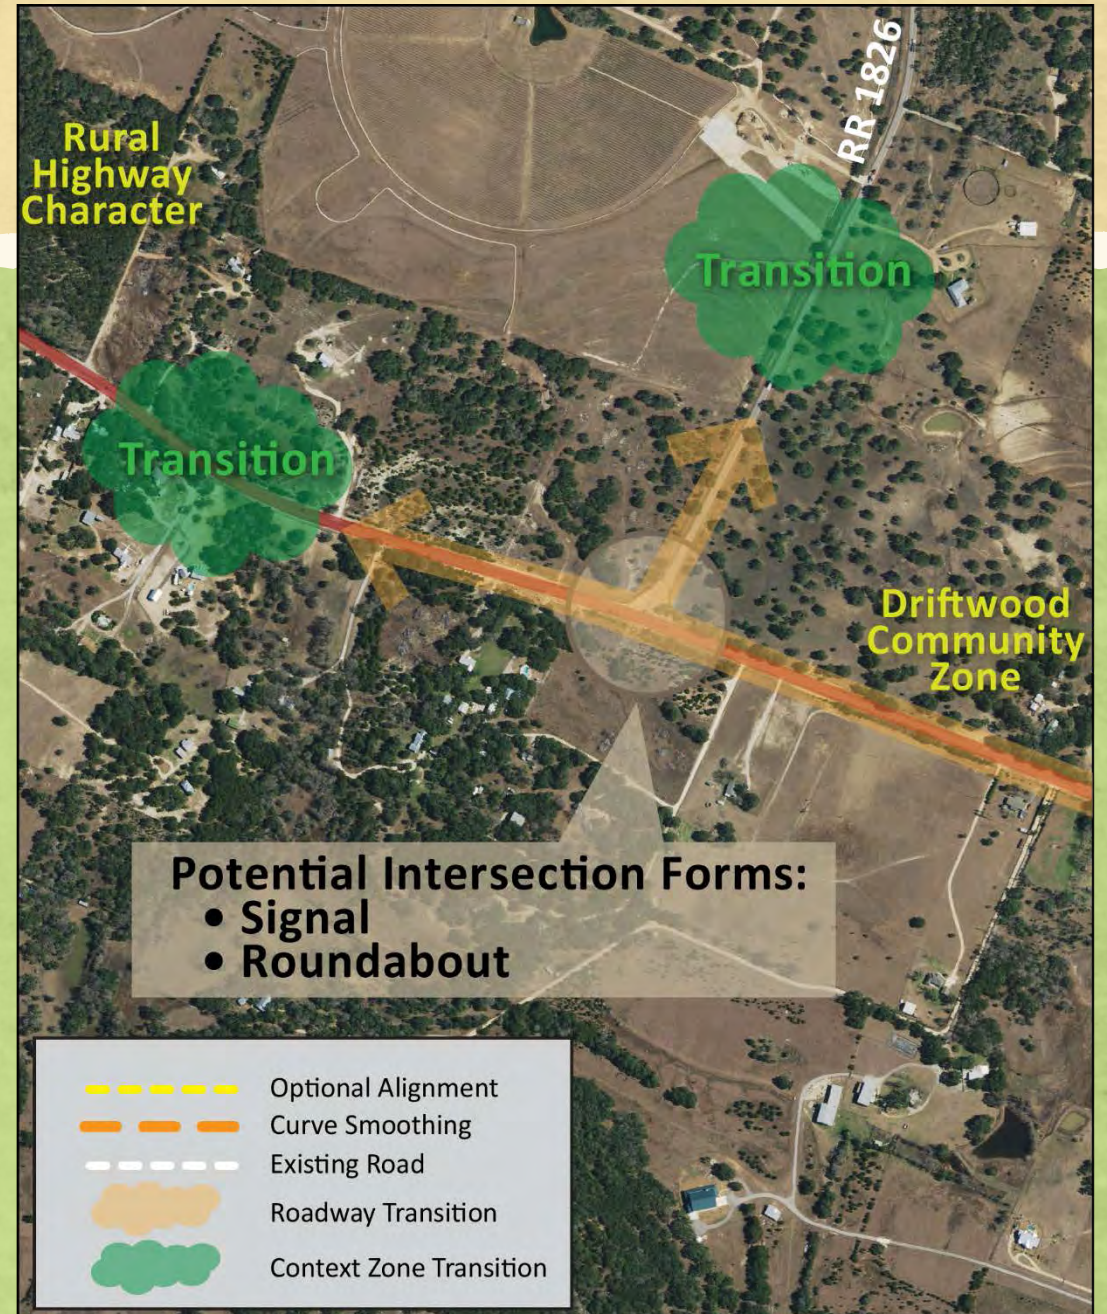 RR 1826
Rural
Highway
Character
Transition
Transition
Driftwood
Community
Zone
Potential Intersection Forms:
• Signal
• Roundabout
Optional Alignment
Curve Smoothing
Existing Road
Roadway Transition
Context Zone Transition